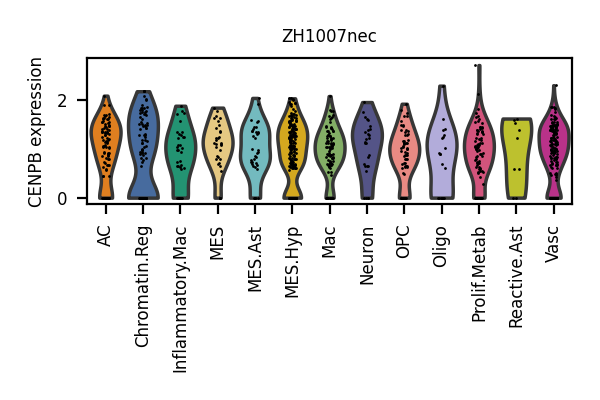 ZH1007nec
CENPB expression
2
0
AC
Chromatin.Reg
Inflammatory.Mac
MES
MES.Ast
MES.Hyp
Mac
Neuron
OPC
Oligo
Prolif.Metab
Reactive.Ast
Vasc